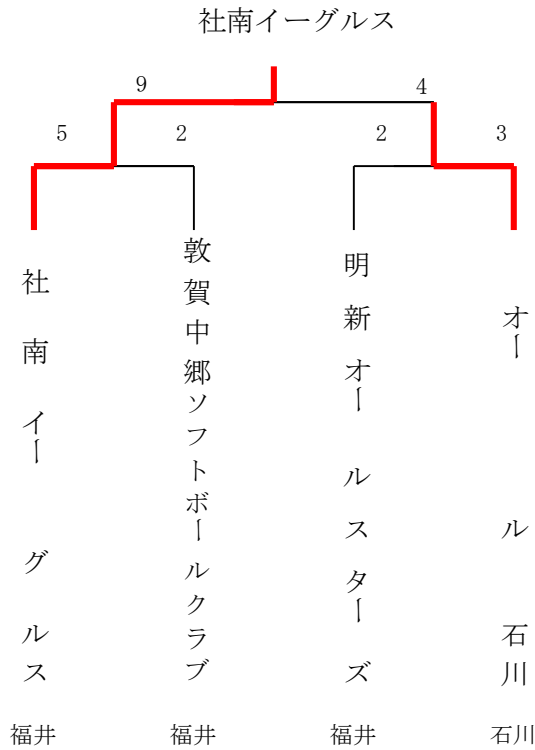 社南イーグルス
9 4
5 2 2 3
社南イーグルス
敦賀中郷ソフトボールクラブ
明新オールスターズ
オール石川
福井 福井 福井 石川